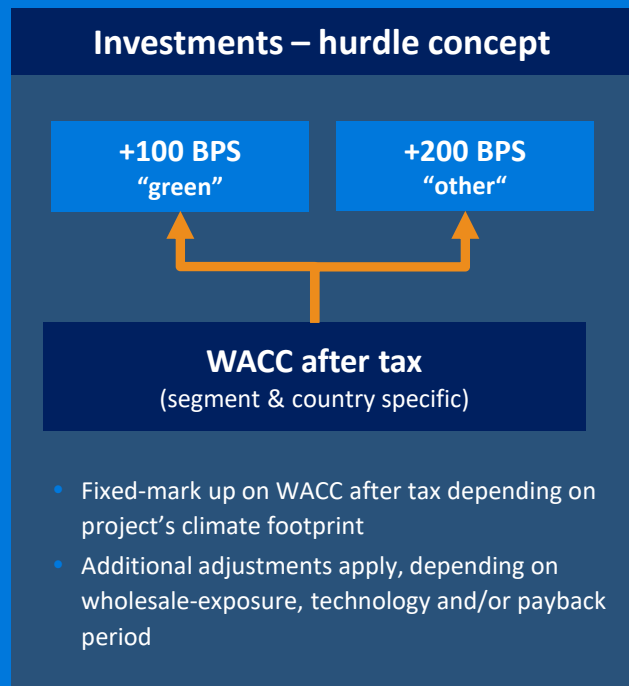 Investments – hurdle concept
+100 BPS
“green”
+200 BPS
“other“
WACC after tax
(segment & country specific)
• Fixed-mark up on WACC after tax depending on
project’s climate footprint
• Additional adjustments apply, depending on
wholesale-exposure, technology and/or payback
period